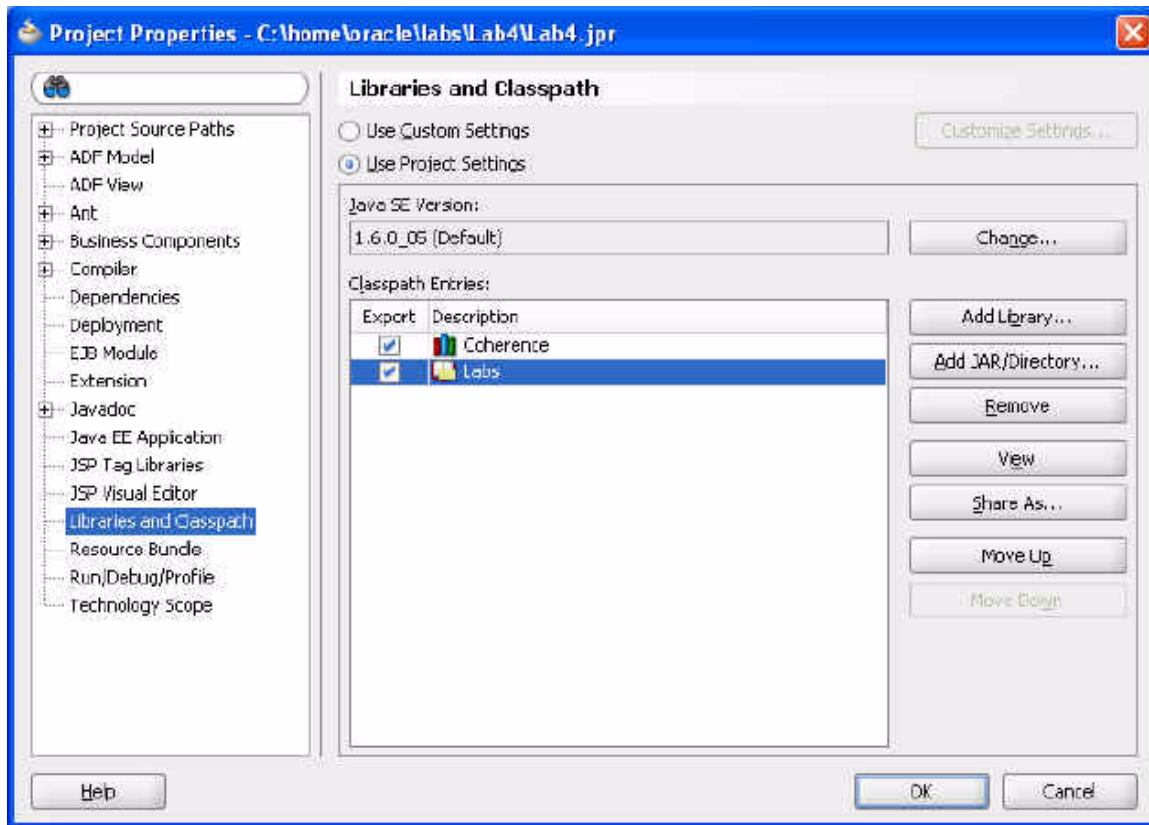 Project Properties - C:\home\oracle\labs\Lab4\Lab4.jpr
Project Source Paths
ADF Model
ADF View
Ant
Business Components
Compiler
Dependencies
Deployment
EJB Module
Extension
Javadoc
Java EE Application
JSP Tag Libraries
JSP Visual Editor
Libraries and Classpath
Resource Bundle
Run/Debug/Profile
Technology Scope
Libraries and Classpath
Use Custom Settings
Customize Settings...
Use Project Settings
Java SE Version:
1.6.0_05 (Default)
Change...
Classpath Entries:
Export Description
Coherence
Labs
Add Library...
Add JAR/Directory...
Remove
View
Share As...
Move Up
Move Down
Help
OK
Cancel